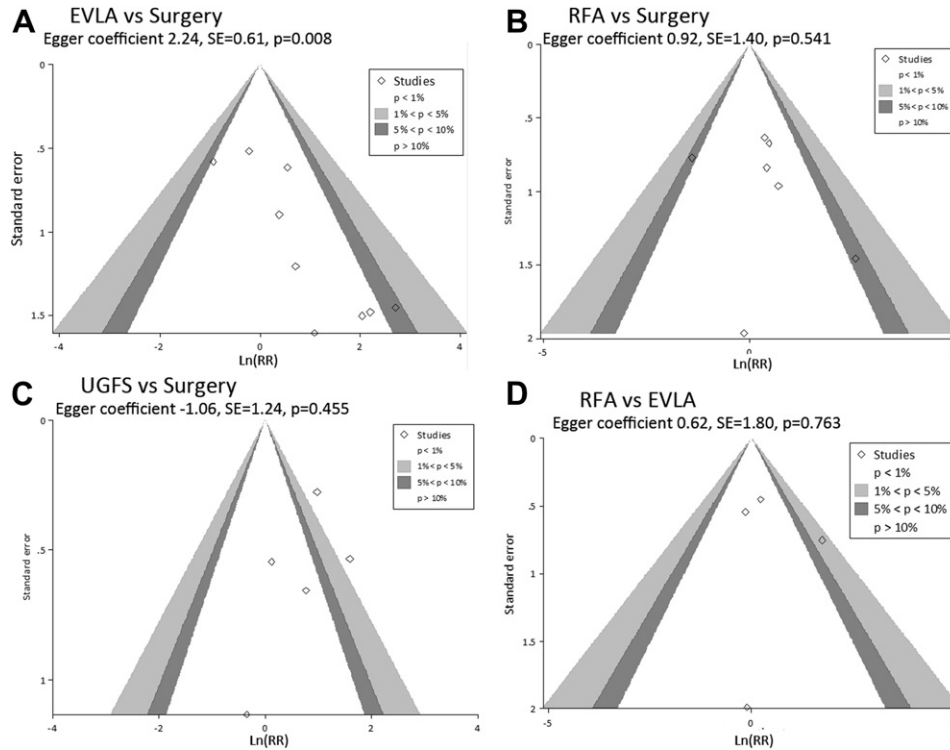 A
EVLA vs Surgery
Egger coefficient 2.24, SE=0.61, p=0.008
Standard error
0
.5
1
1.5
-4
-2
0
2
4
Ln(RR)
Studies
p < 1%
1% < p < 5%
5% < p < 10%
p > 10%
B
RFA vs Surgery
Egger coefficient 0.92, SE=1.40, p=0.541
Standard error
0
.5
1
1.5
2
-5
0
5
Ln(RR)
Studies
p < 1%
1% < p < 5%
5% < p < 10%
p > 10%
C
UGFS vs Surgery
Egger coefficient -1.06, SE=1.24, p=0.455
Standard error
0
.5
1
-4
-2
0
2
4
Ln(RR)
Studies
p < 1%
1% < p < 5%
5% < p < 10%
p > 10%
D
RFA vs EVLA
Egger coefficient 0.62, SE=1.80, p=0.763
Standard error
0
.5
1
1.5
2
-5
0
5
Ln(RR)
Studies
p < 1%
1% < p < 5%
5% < p < 10%
p > 10%